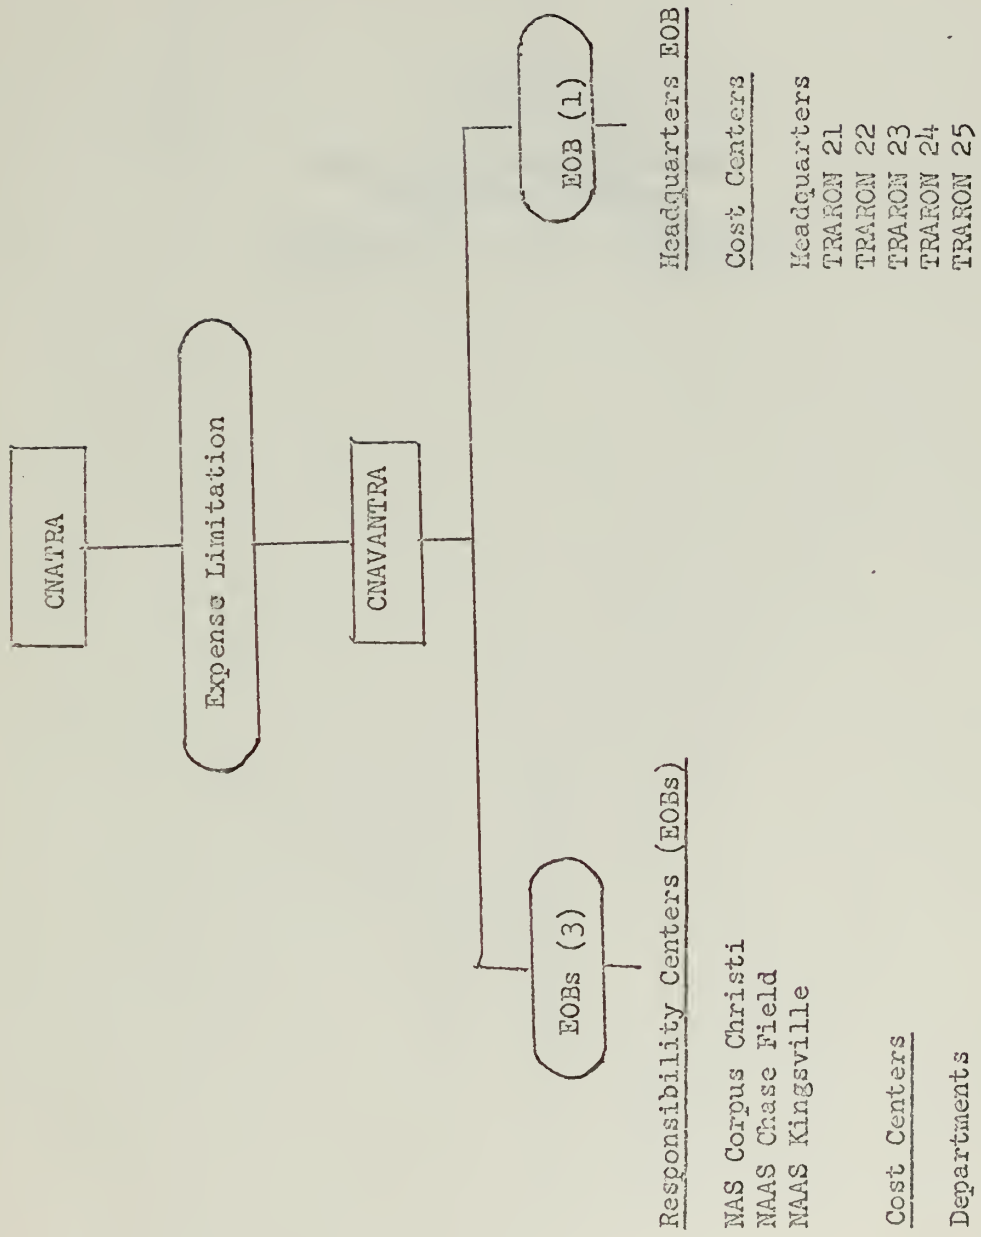 CNATRA
Expense Limitation
CNAVANTRA
EOBs (3)
EOB (1)
Responsibility Centers (EOBs)
NAS Corpus Christi
NAAS Chase Field
NAAS Kingsville
Cost Centers
Departments
Headquarters EOB
Cost Centers
Headquarters
TRARON 21
TRARON 22
TRARON 23
TRARON 24
TRARON 25